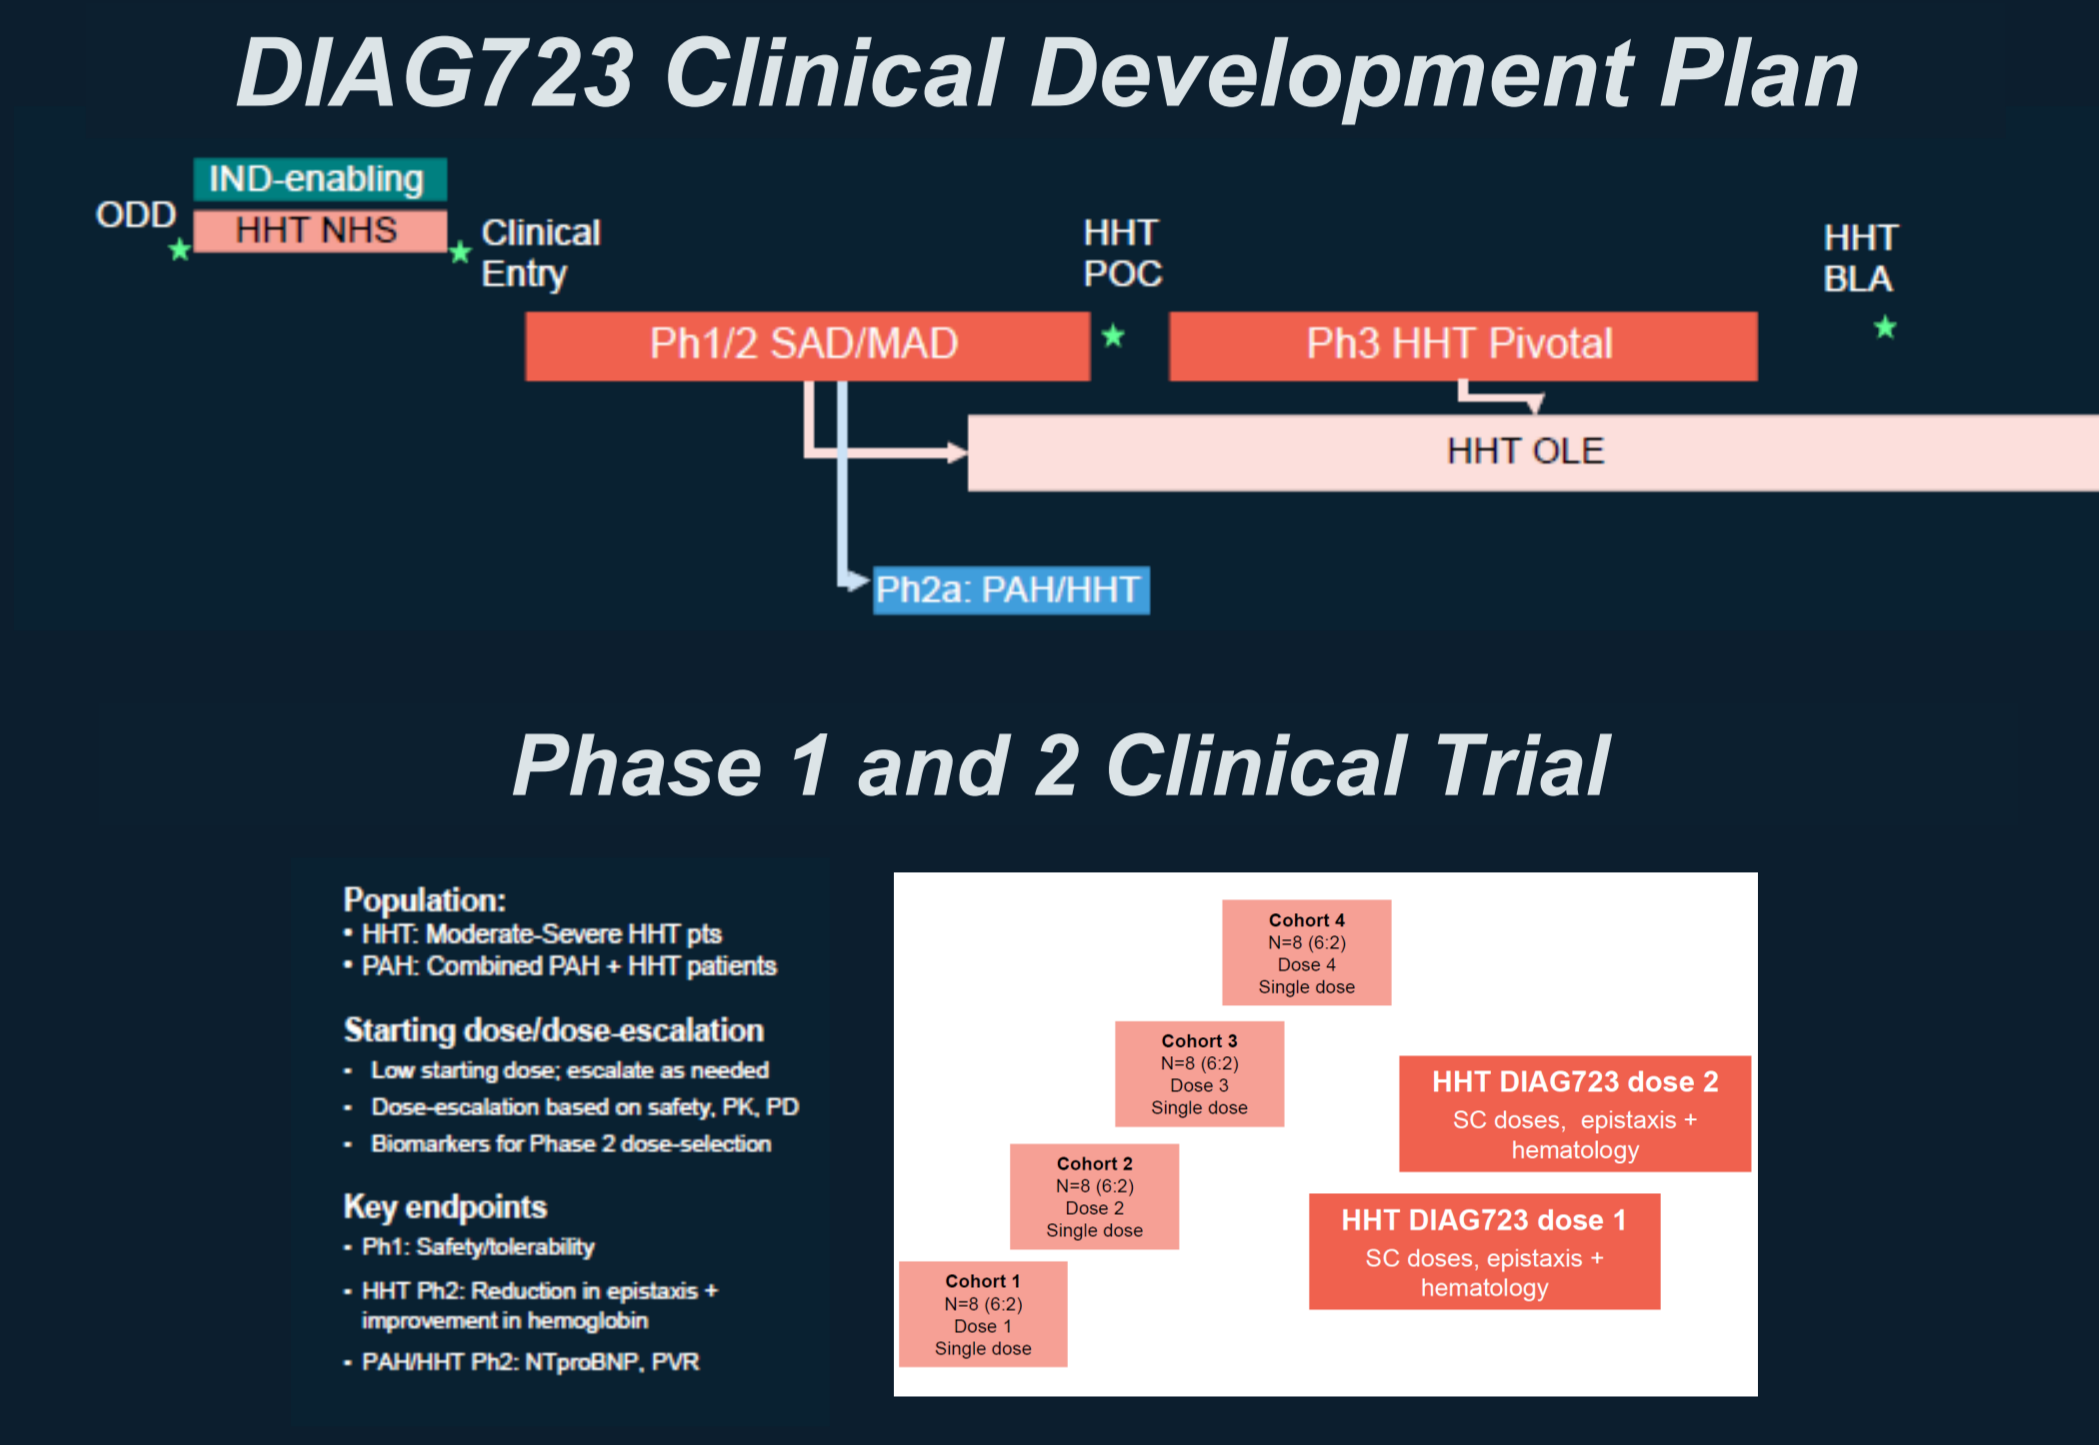 DIAG723 Clinical Development Plan
IND-enabling
ODD
HHT NHS
Clinical
Entry
HHT
POC
HHT
BLA
Ph1/2 SAD/MAD
Ph3 HHT Pivotal
HHT OLE
Ph2a: PAH/HHT
Phase 1 and 2 Clinical Trial
Population:
• HHT: Moderate-Severe HHT pts
• PAH: Combined PAH + HHT patients
Starting dose/dose-escalation
- Low starting dose; escalate as needed
- Dose-escalation based on safety, PK, PD
- Biomarkers for Phase 2 dose-selection
Key endpoints
- Ph1: Safety/tolerability
- HHT Ph2: Reduction in epistaxis +
improvement in hemoglobin
- PAH/HHT Ph2: NTproBNP, PVR
Cohort 4
N=8 (6:2)
Dose 4
Single dose
Cohort 3
N=8 (6:2)
Dose 3
Single dose
HHT DIAG723 dose 2
SC doses, epistaxis +
hematology
Cohort 2
N=8 (6:2)
Dose 2
Single dose
HHT DIAG723 dose 1
SC doses, epistaxis +
hematology
Cohort 1
N=8 (6:2)
Dose 1
Single dose